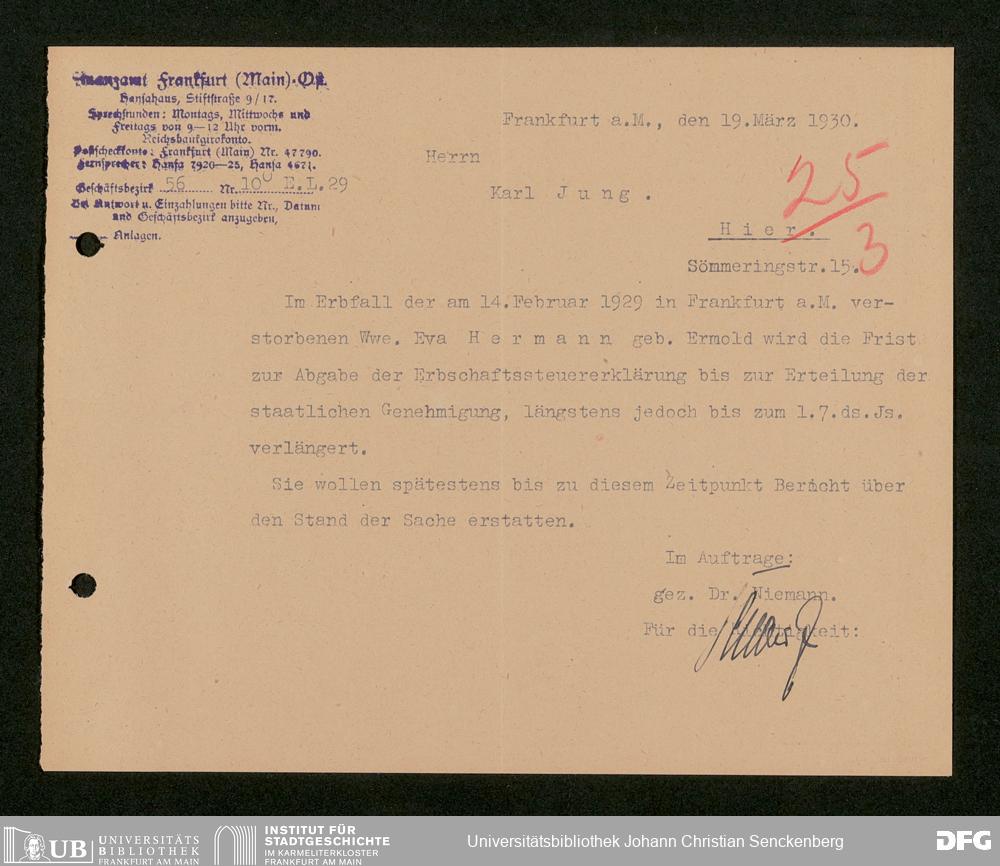 Finanzamt Frankfurt (Main)-Ost.
Hansahaus, Stiftstraße 9/17.
Sprechstunden: Montags, Mittwochs und
Freitags von 9—12 Uhr vorm.
Reichsbankgirokonto.
Postscheckkonto: Frankfurt (Main) Nr. 47790.
Fernsprecher: Hansa 7920—25, Hansa 4671.
Geschäftsbezirk 56 Nr. 10 E.L.29
Bei Antwort u. Einzahlungen bitte Nr., Datum
und Geschäftsbezirk anzugeben,
Anlagen.
Frankfurt a.M., den 19.März 1930.
Herrn
Karl J u n g .
H i e r .
Sömmeringstr.15.
25
3
Im Erbfall der am 14.Februar 1929 in Frankfurt a.M. ver-
storbenen Wwe. Eva H e r m a n n geb. Ermold wird die Frist
zur Abgabe der Erbschaftssteuererklärung bis zur Erteilung der
staatlichen Genehmigung, längstens jedoch bis zum 1.7.ds.Js.
verlängert.
Sie wollen spätestens bis zu diesem Zeitpunkt Bericht über
den Stand der Sache erstatten.
Im Auftrage:
gez. Dr. Niemann.
Für die Richtigkeit:
UB UNIVERSITÄTS
BIBLIOTHEK
FRANKFURT AM MAIN
INSTITUT FÜR
STADTGESCHICHTE
IM KARMELITERKLOSTER
FRANKFURT AM MAIN
Universitätsbibliothek Johann Christian Senckenberg
DFG